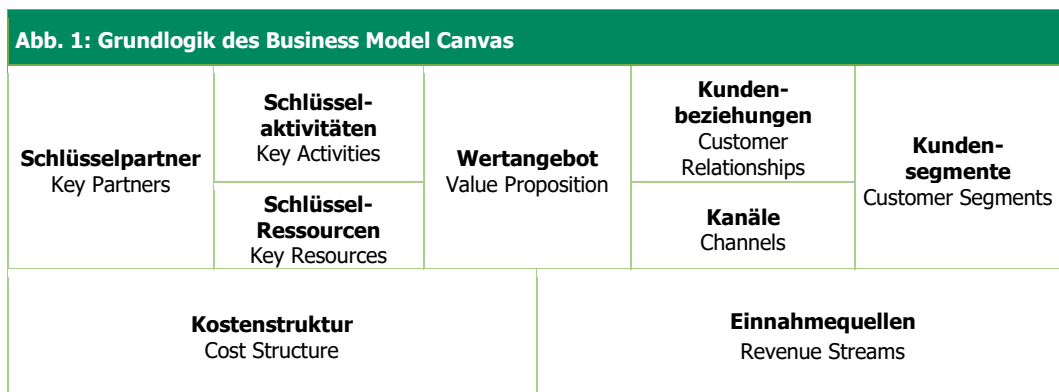 Abb. 1: Grundlogik des Business Model Canvas
Schlüsselpartner
Key Partners
Schlüssel-
aktivitäten
Key Activities
Schlüssel-
Ressourcen
Key Resources
Wertangebot
Value Proposition
Kunden-
beziehungen
Customer
Relationships
Kanäle
Channels
Kunden-
segmente
Customer Segments
Kostenstruktur
Cost Structure
Einnahmequellen
Revenue Streams